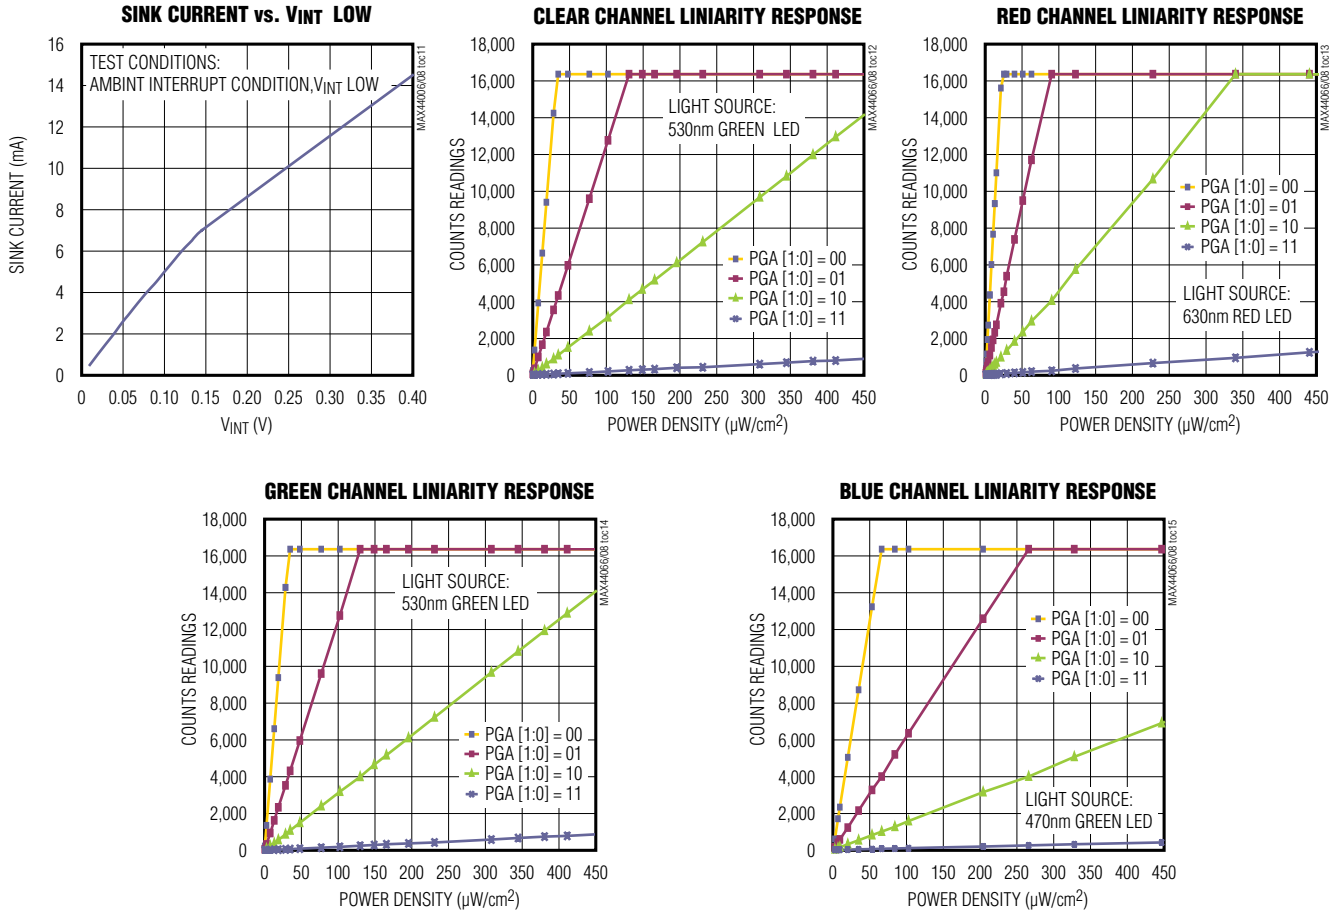 SINK CURRENT vs. VINT LOW
16
14
12
10
8
6
4
2
0
SINK CURRENT (mA)
TEST CONDITIONS:
AMBINT INTERRUPT CONDITION,VINT LOW
0 0.05 0.10 0.15 0.20 0.25 0.30 0.35 0.40
VINT (V)
MAX44006/08 toc11
CLEAR CHANNEL LINIARITY RESPONSE
18,000
16,000
14,000
12,000
10,000
8,000
6,000
4,000
2,000
0
COUNTS READINGS
LIGHT SOURCE:
530nm GREEN LED
PGA [1:0] = 00
PGA [1:0] = 01
PGA [1:0] = 10
PGA [1:0] = 11
0 50 100 150 200 250 300 350 400 450
POWER DENSITY (µW/cm2)
MAX44066/08 toc12
RED CHANNEL LINIARITY RESPONSE
18,000
16,000
14,000
12,000
10,000
8,000
6,000
4,000
2,000
0
COUNTS READINGS
PGA [1:0] = 00
PGA [1:0] = 01
PGA [1:0] = 10
PGA [1:0] = 11
LIGHT SOURCE:
630nm RED LED
0 50 100 150 200 250 300 350 400 450
POWER DENSITY (µW/cm2)
MAX44066/08 toc13
GREEN CHANNEL LINIARITY RESPONSE
18,000
16,000
14,000
12,000
10,000
8,000
6,000
4,000
2,000
0
COUNTS READINGS
LIGHT SOURCE:
530nm GREEN LED
PGA [1:0] = 00
PGA [1:0] = 01
PGA [1:0] = 10
PGA [1:0] = 11
0 50 100 150 200 250 300 350 400 450
POWER DENSITY (µW/cm2)
MAX44066/08 toc14
BLUE CHANNEL LINIARITY RESPONSE
18,000
16,000
14,000
12,000
10,000
8,000
6,000
4,000
2,000
0
COUNTS READINGS
PGA [1:0] = 00
PGA [1:0] = 01
PGA [1:0] = 10
PGA [1:0] = 11
LIGHT SOURCE:
470nm GREEN LED
0 50 100 150 200 250 300 350 400 450
POWER DENSITY (µW/cm2)
MAX44066/08 toc15